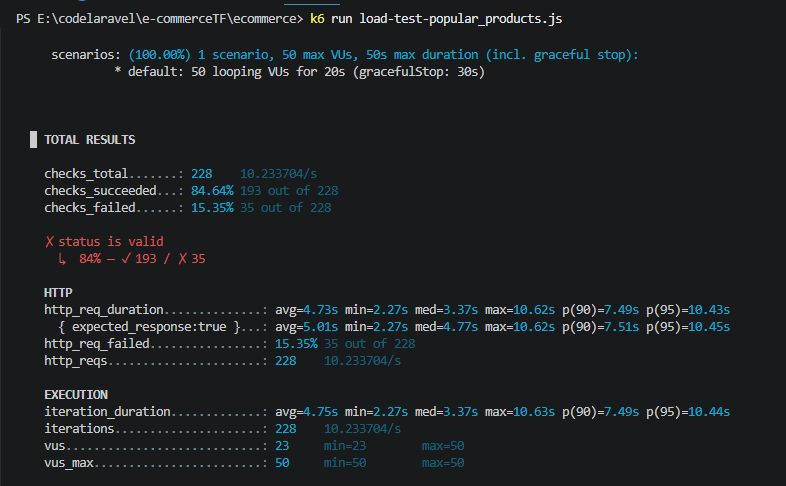 PS E:\codelaravel\e-commerceTF\ecommerce> k6 run load-test-popular_products.js
scenarios: (100.00%) 1 scenario, 50 max VUs, 50s max duration (incl. graceful stop):
* default: 50 looping VUs for 20s (gracefulStop: 30s)
TOTAL RESULTS
checks_total.......: 228 10.233704/s
checks_succeeded...: 84.64% 193 out of 228
checks_failed......: 15.35% 35 out of 228
✗ status is valid
↳ 84% — ✓ 193 / ✗ 35
HTTP
http_req_duration..............: avg=4.73s min=2.27s med=3.37s max=10.62s p(90)=7.49s p(95)=10.43s
{ expected_response:true }...: avg=5.01s min=2.27s med=4.77s max=10.62s p(90)=7.51s p(95)=10.45s
http_req_failed................: 15.35% 35 out of 228
http_reqs......................: 228 10.233704/s
EXECUTION
iteration_duration.............: avg=4.75s min=2.27s med=3.37s max=10.63s p(90)=7.49s p(95)=10.44s
iterations.....................: 228 10.233704/s
vus............................: 23 min=23 max=50
vus_max........................: 50 min=50 max=50